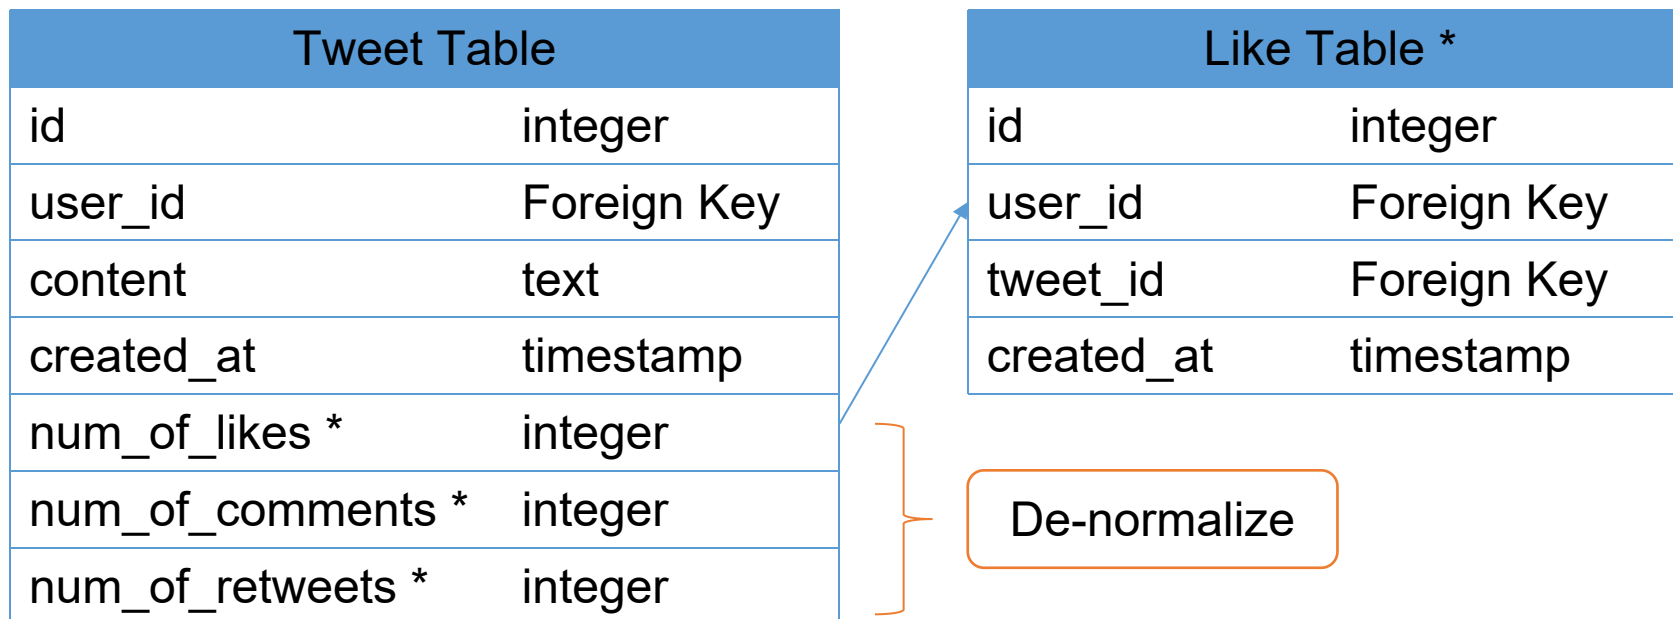 Tweet Table
id integer
user_id Foreign Key
content text
created_at timestamp
num_of_likes * integer
num_of_comments * integer
num_of_retweets * integer
Like Table *
id integer
user_id Foreign Key
tweet_id Foreign Key
created_at timestamp
De-normalize